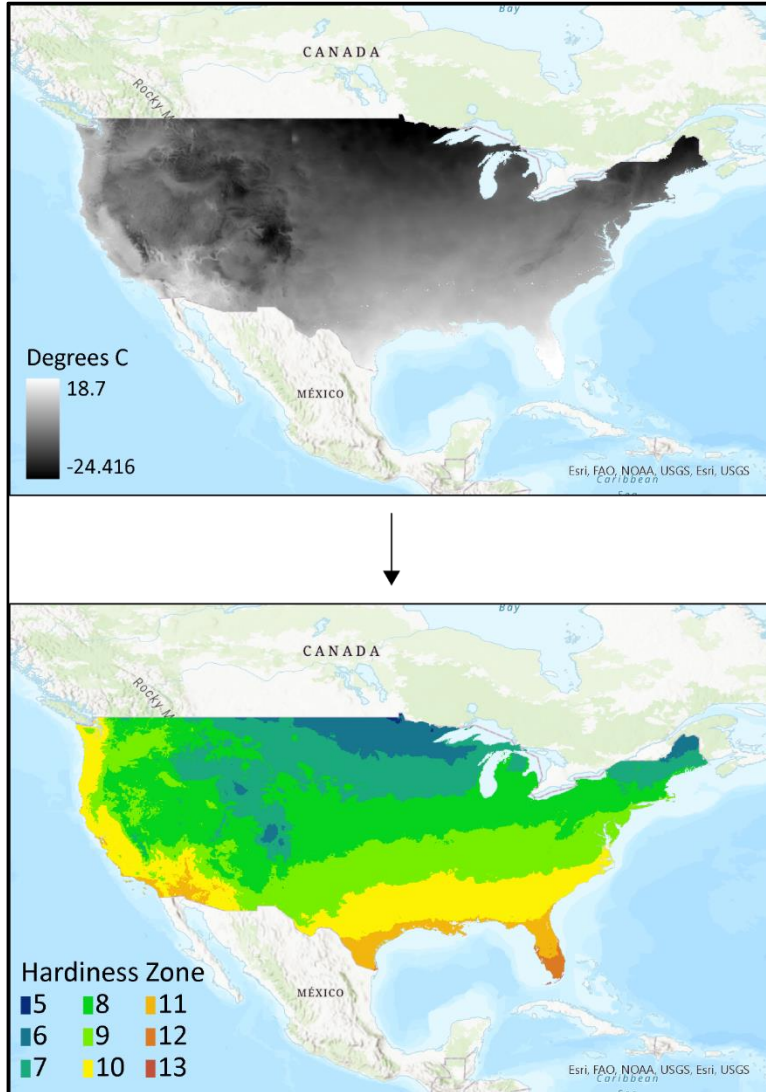 Bay
CANADA
Rocky M
Degrees C
18.7
-24.416
MÉXICO
Esri, FAO, NOAA, USGS, Esri, USGS
Caribbean
Bay
CANADA
Rocky M
Hardiness Zone
5 8 11
6 9 12
7 10 13
MÉXICO
Esri, FAO, NOAA, USGS, Esri, USGS